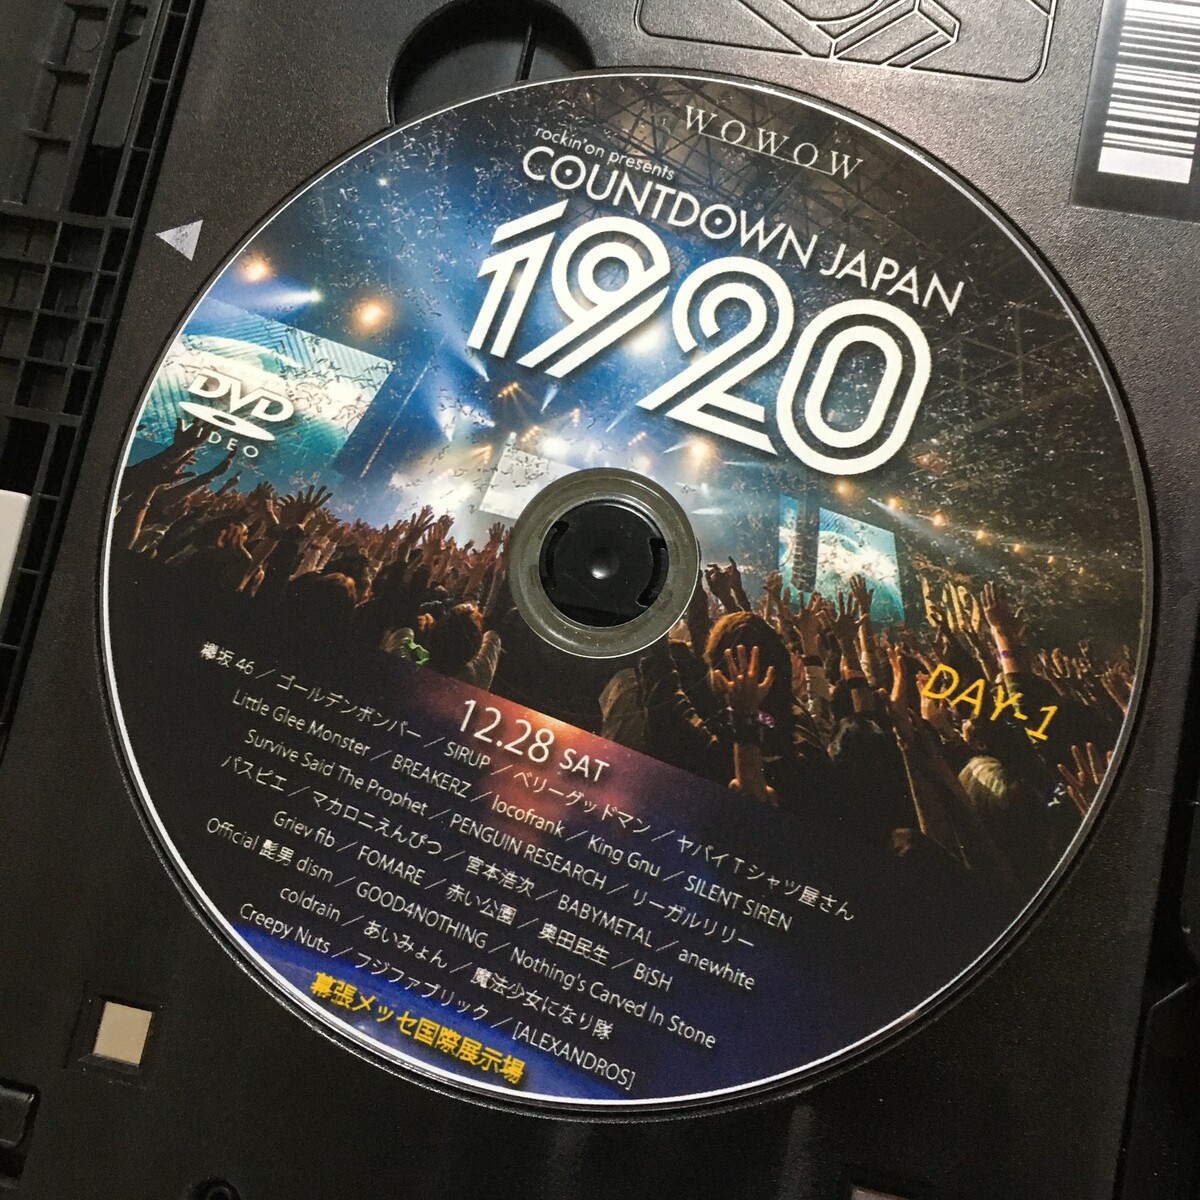 WOWOW
rockin'on presents
COUNTDOWN JAPAN
1920
DVD
VIDEO
DAY-1
12.28 SAT
欅坂46／ゴールデンボンバー／SIRUP／ベリーグッドマン／ヤバイTシャツ屋さん
Little Glee Monster／BREAKERZ／locofrank／King Gnu／SILENT SIREN
Survive Said The Prophet／PENGUIN RESEARCH／リーガルリリー
パスピエ／マカロニえんぴつ／宮本浩次／BABYMETAL／anewhite
Griev fib／FOMARE／赤い公園／奥田民生／BiSH
Official髭男dism／GOOD4NOTHING／Nothing's Carved In Stone
coldrain／あいみょん／魔法少女になり隊
Creepy Nuts／フジファブリック／[ALEXANDROS]
幕張メッセ国際展示場